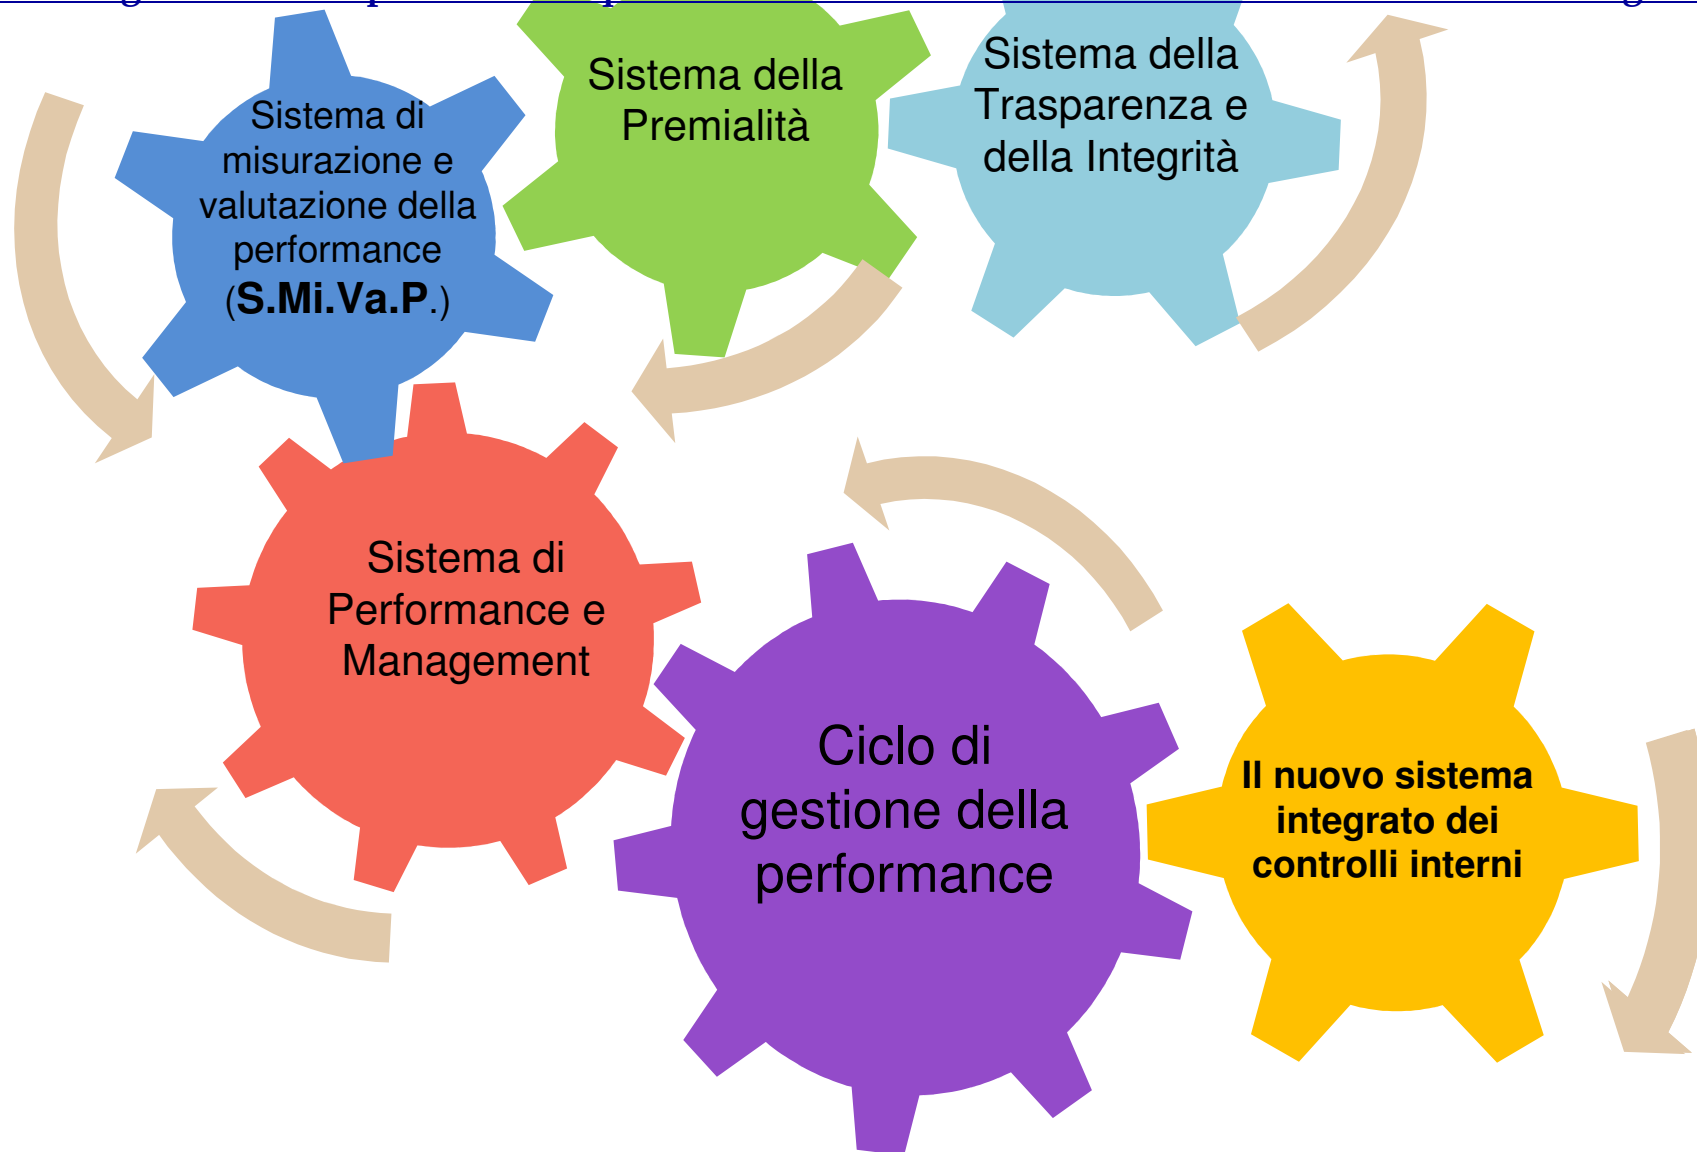 Sistema di
misurazione e
valutazione della
performance
(S.Mi.Va.P.)
Sistema della
Premialità
Sistema della
Trasparenza e
della Integrità
Sistema di
Performance e
Management
Ciclo di
gestione della
performance
Il nuovo sistema
integrato dei
controlli interni